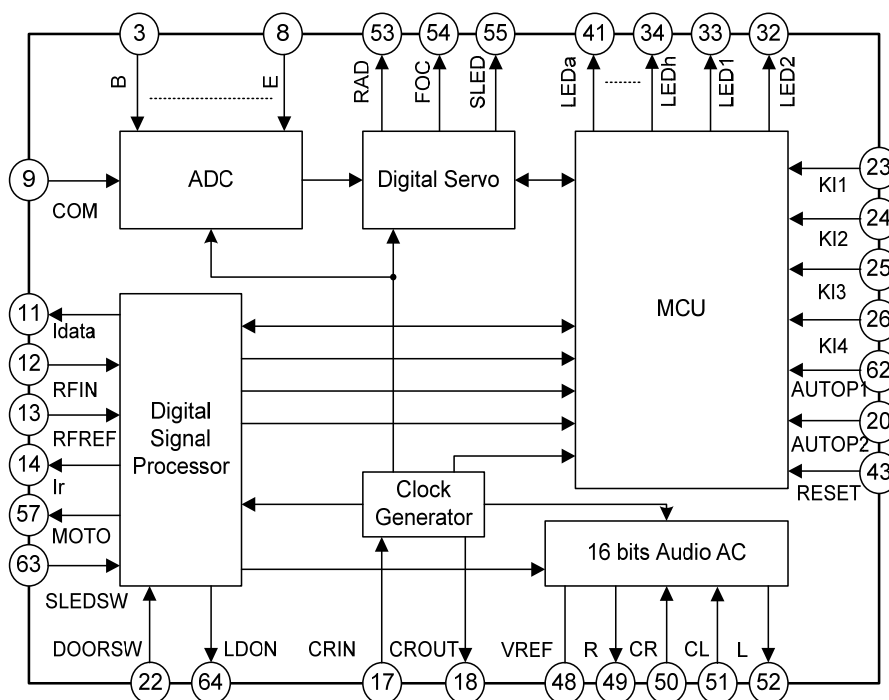 3
8
53
54
55
41
34
33
32
B
E
RAD
FOC
SLED
LEDa
LEDh
LED1
LED2
ADC
Digital Servo
MCU
9
COM
23
KI1
24
KI2
25
KI3
26
KI4
62
AUTOP1
20
AUTOP2
43
RESET
11
Idata
12
RFIN
13
RFREF
14
Ir
57
MOTO
63
SLEDSW
Digital
Signal
Processor
Clock
Generator
16 bits Audio AC
DOORSW
LDON
CRIN
CROUT
VREF
R
CR
CL
L
22
64
17
18
48
49
50
51
52